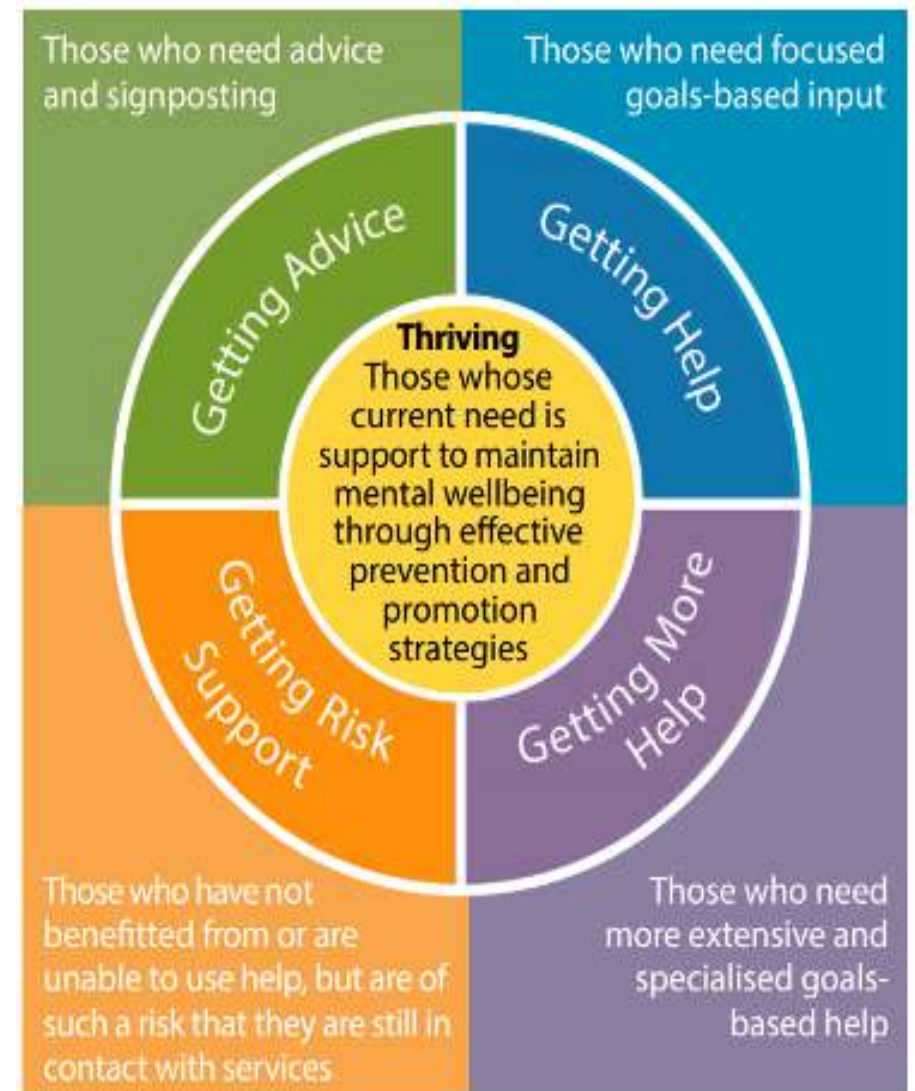 Those who need advice
and signposting
Those who need focused
goals-based input
Getting Advice
Getting Help
Thriving
Those whose
current need is
support to maintain
mental wellbeing
through effective
prevention and
promotion
strategies
Getting Risk
Support
Getting More
Help
Those who have not
benefitted from or are
unable to use help, but are of
such a risk that they are still in
contact with services
Those who need
more extensive and
specialised goals-
based help